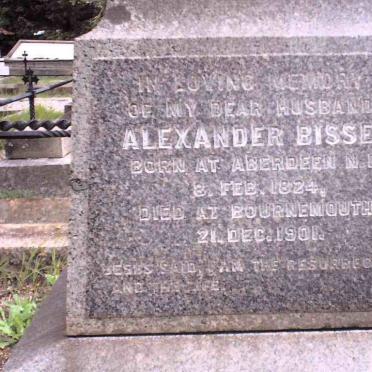 IN LOVING MEMORY
OF MY DEAR HUSBAND
ALEXANDER BISSE
BORN AT ABERDEEN N.
8. FEB. 1824,
DIED AT BOURNEMOUTH
21. DEC. 1901.
JESUS SAID, I AM THE RESURREC
AND THE LIFE.